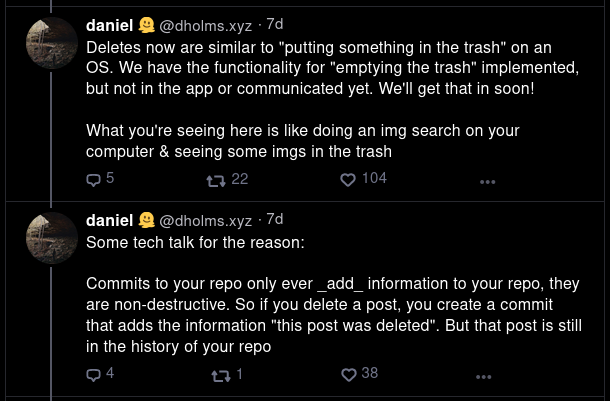 daniel 🫠 @dholms.xyz · 7d
Deletes now are similar to "putting something in the trash" on an
OS. We have the functionality for "emptying the trash" implemented,
but not in the app or communicated yet. We'll get that in soon!
What you're seeing here is like doing an img search on your
computer & seeing some imgs in the trash
5 22 104
daniel 🫠 @dholms.xyz · 7d
Some tech talk for the reason:
Commits to your repo only ever _add_ information to your repo, they
are non-destructive. So if you delete a post, you create a commit
that adds the information "this post was deleted". But that post is still
in the history of your repo
4 1 38